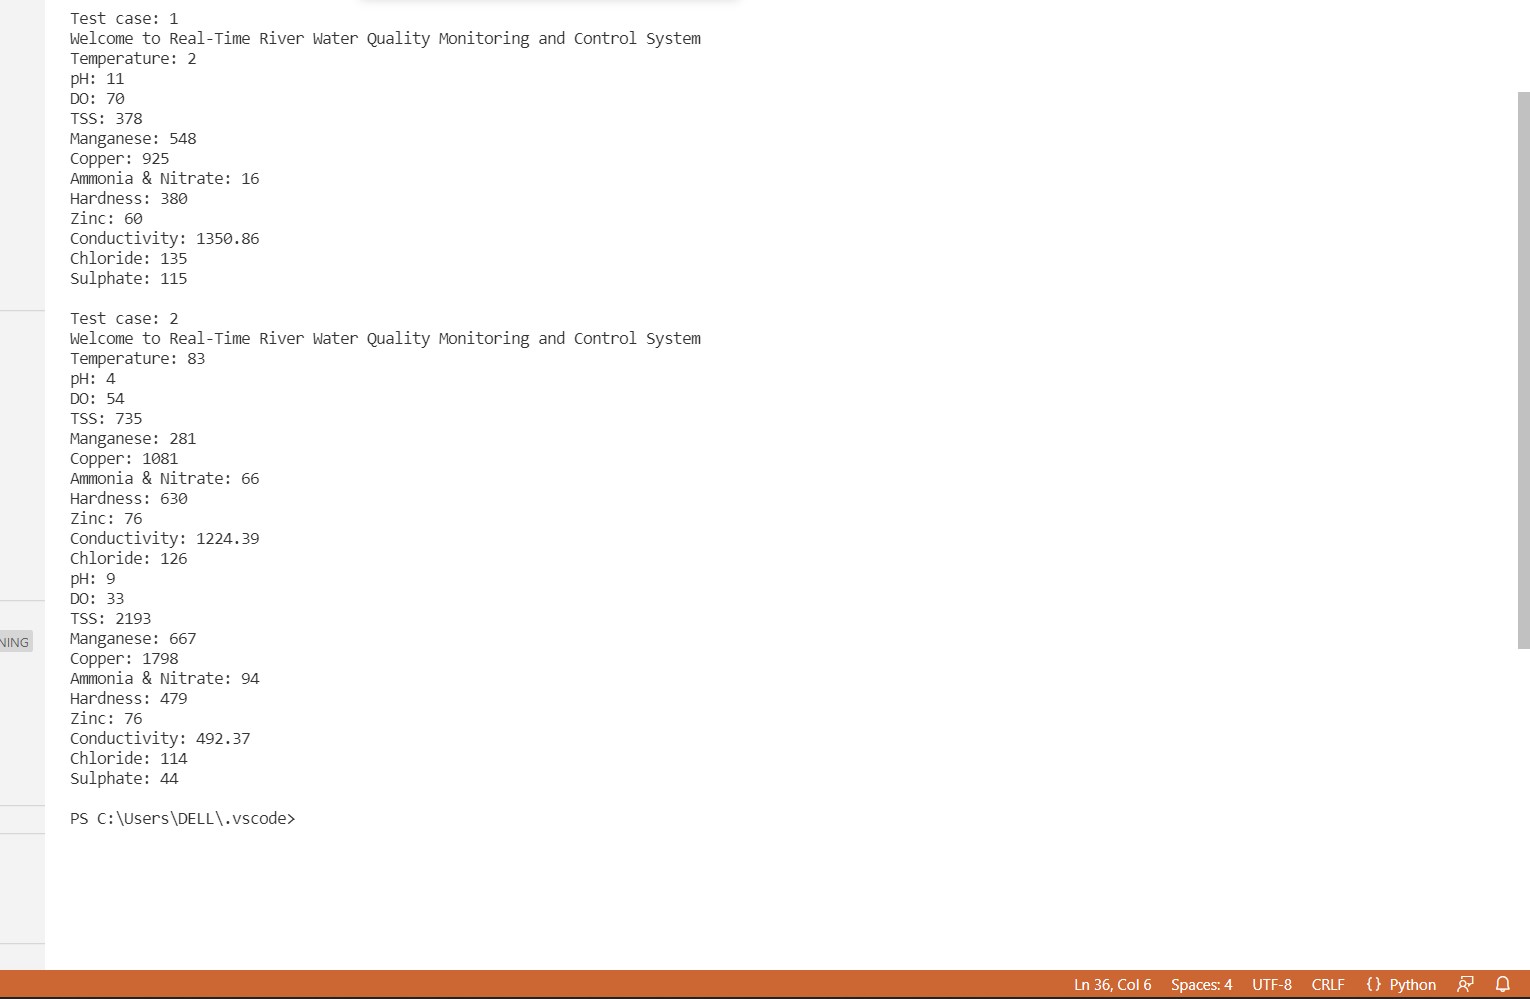 Test case: 1
Welcome to Real-Time River Water Quality Monitoring and Control System
Temperature: 2
pH: 11
DO: 70
TSS: 378
Manganese: 548
Copper: 925
Ammonia & Nitrate: 16
Hardness: 380
Zinc: 60
Conductivity: 1350.86
Chloride: 135
Sulphate: 115
Test case: 2
Welcome to Real-Time River Water Quality Monitoring and Control System
Temperature: 83
pH: 4
DO: 54
TSS: 735
Manganese: 281
Copper: 1081
Ammonia & Nitrate: 66
Hardness: 630
Zinc: 76
Conductivity: 1224.39
Chloride: 126
pH: 9
DO: 33
TSS: 2193
NING
Manganese: 667
Copper: 1798
Ammonia & Nitrate: 94
Hardness: 479
Zinc: 76
Conductivity: 492.37
Chloride: 114
Sulphate: 44
PS C:\Users\DELL\.vscode>
Ln 36, Col 6 Spaces: 4 UTF-8 CRLF {} Python